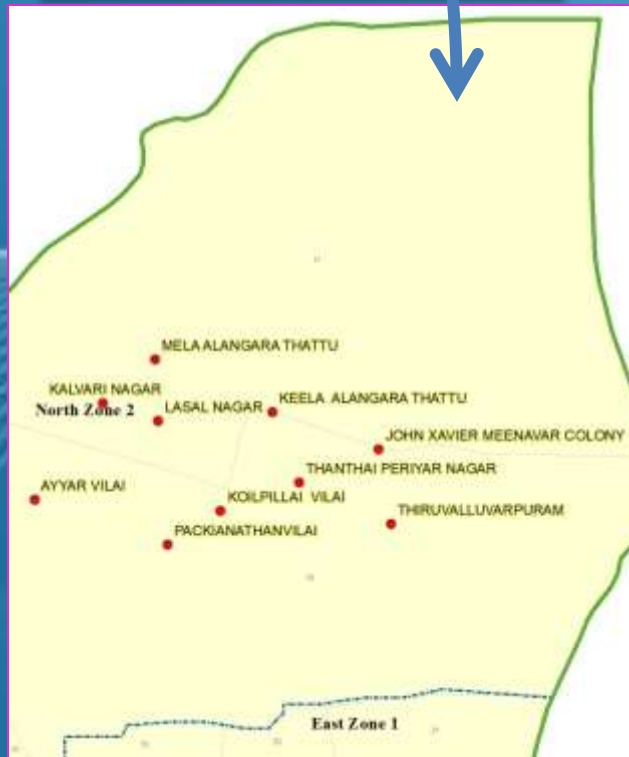 MELA ALANGARA THATTU
KALVARI NAGAR
North Zone 2
LASAL NAGAR
KEELA ALANGARA THATTU
JOHN XAVIER MEENAVAR COLONY
THANTHAI PERIYAR NAGAR
AYYAR VILAI
KOILPILLAI VILAI
THIRUVALLUVARPURAM
PACKIANATHANVILAI
East Zone 1